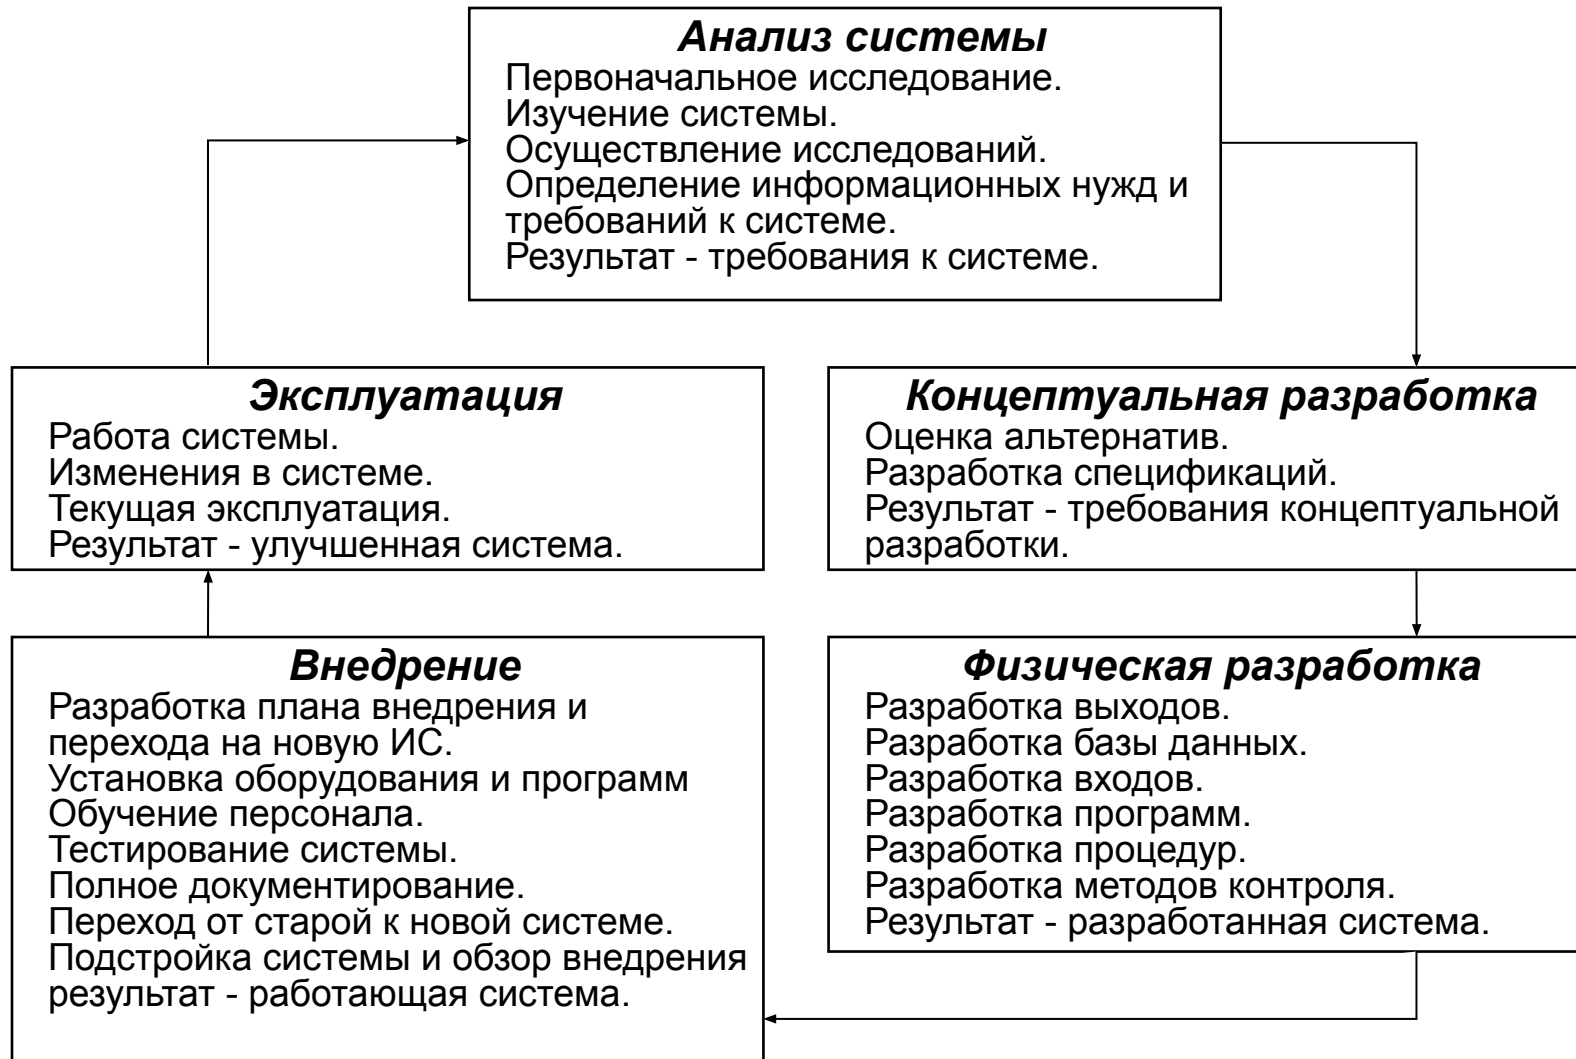 Анализ системы
Первоначальное исследование.
Изучение системы.
Осуществление исследований.
Определение информационных нужд и
требований к системе.
Результат - требования к системе.
Эксплуатация
Работа системы.
Изменения в системе.
Текущая эксплуатация.
Результат - улучшенная система.
Концептуальная разработка
Оценка альтернатив.
Разработка спецификаций.
Результат - требования концептуальной
разработки.
Внедрение
Разработка плана внедрения и
перехода на новую ИС.
Установка оборудования и программ
Обучение персонала.
Тестирование системы.
Полное документирование.
Переход от старой к новой системе.
Подстройка системы и обзор внедрения
результат - работающая система.
Физическая разработка
Разработка выходов.
Разработка базы данных.
Разработка входов.
Разработка программ.
Разработка процедур.
Разработка методов контроля.
Результат - разработанная система.